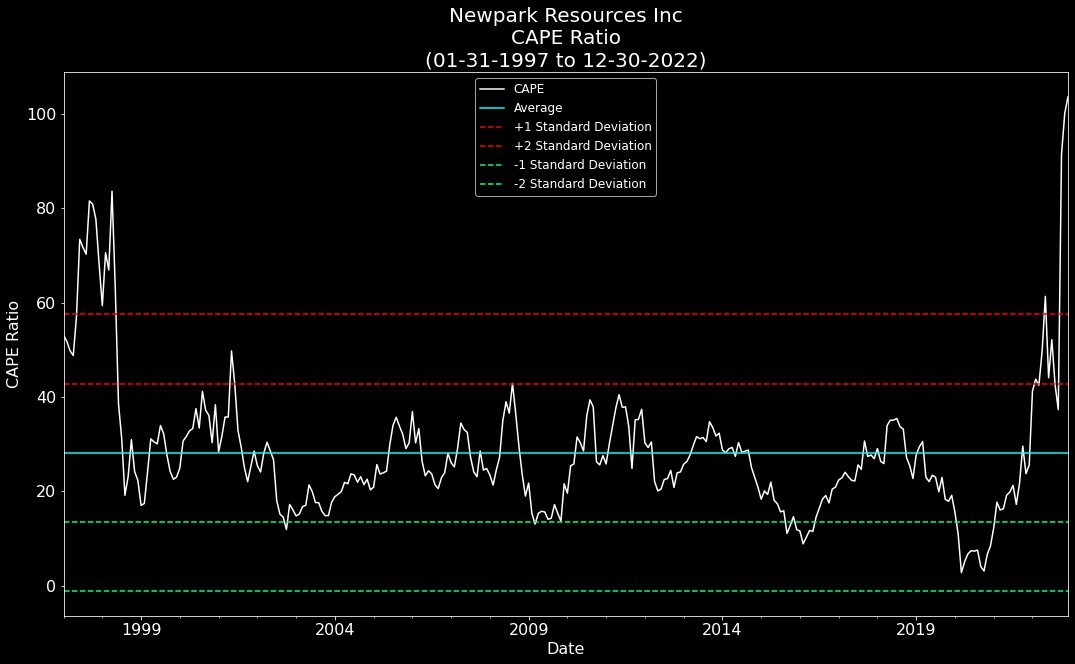 Newpark Resources Inc
CAPE Ratio
(01-31-1997 to 12-30-2022)
CAPE
Average
+1 Standard Deviation
+2 Standard Deviation
-1 Standard Deviation
-2 Standard Deviation
100
80
60
40
20
0
CAPE Ratio
1999
2004
2009
2014
2019
Date